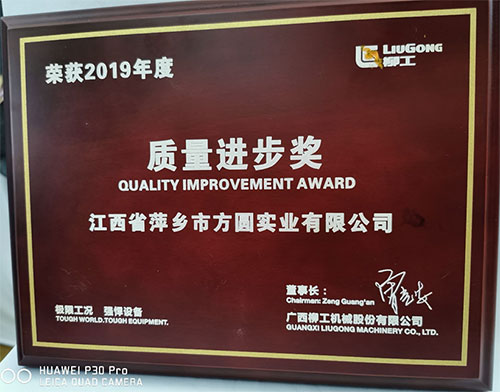 荣获2019年度
LIUGONG
柳工
质量进步奖
QUALITY IMPROVEMENT AWARD
江西省萍乡市方圆实业有限公司
董事长：
Chairmen: Zeng Guang'an
极限工况 强悍设备
TOUGH WORLD.TOUGH EQUIPMENT.
广西柳工机械股份有限公司
GUANGXI LIUGONG MACHINERY CO., LTD.
HUAWEI P30 Pro
LEICA QUAD CAMERA